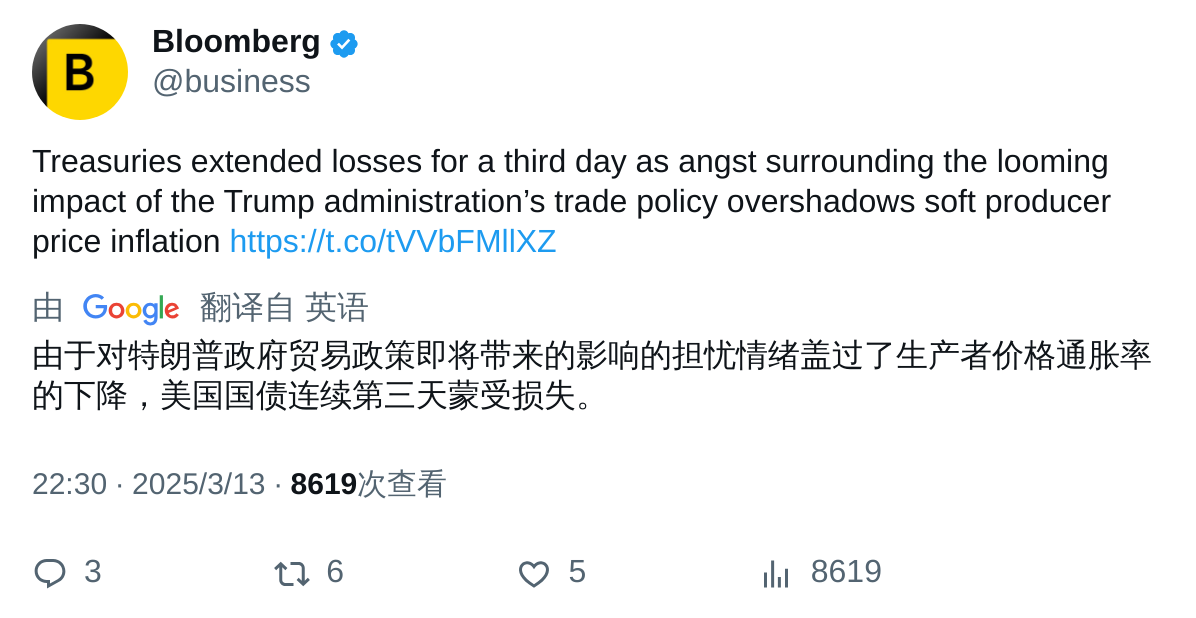 B
Bloomberg
@business
Treasuries extended losses for a third day as angst surrounding the looming
impact of the Trump administration’s trade policy overshadows soft producer
price inflation https://t.co/tVVbFMllXZ
由 Google 翻译自 英语
由于对特朗普政府贸易政策即将带来的影响的担忧情绪盖过了生产者价格通胀率
的下降，美国国债连续第三天蒙受损失。
22:30 · 2025/3/13 · 8619次查看
3 6 5 8619